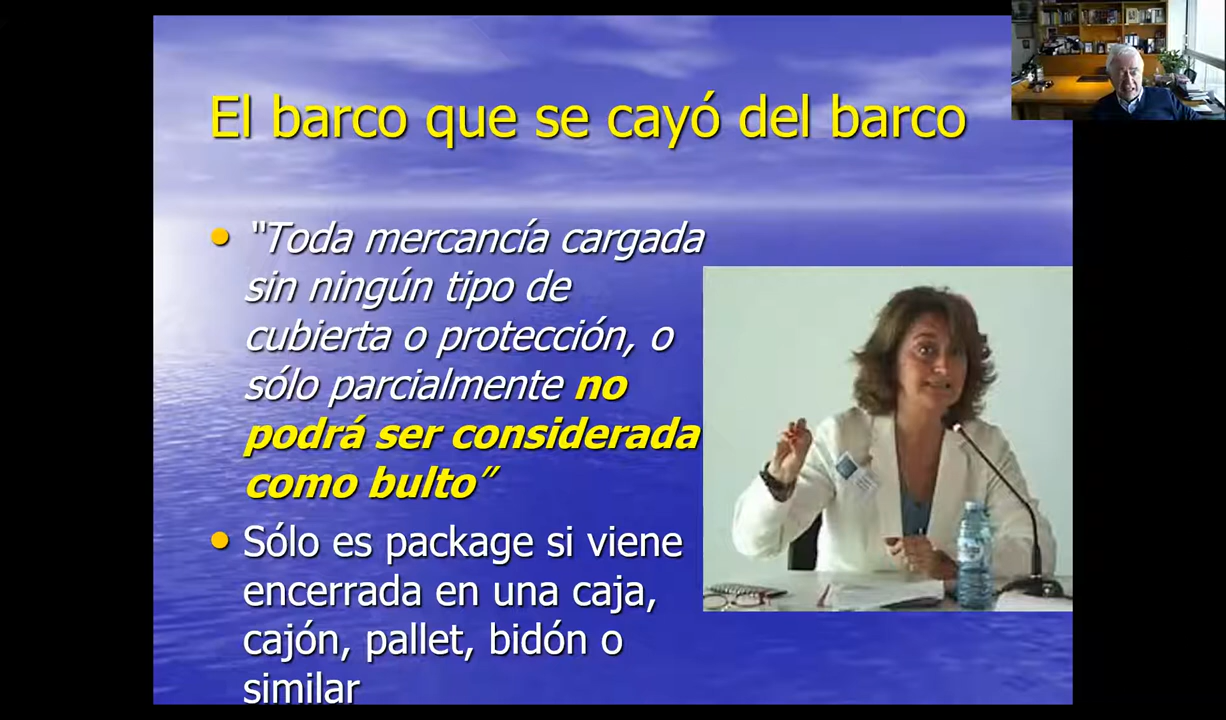 El barco que se cayó del barco
“Toda mercancía cargada
sin ningún tipo de
cubierta o protección, o
sólo parcialmente no
podrá ser considerada
como bulto”
Sólo es package si viene
encerrada en una caja,
cajón, pallet, bidón o
similar